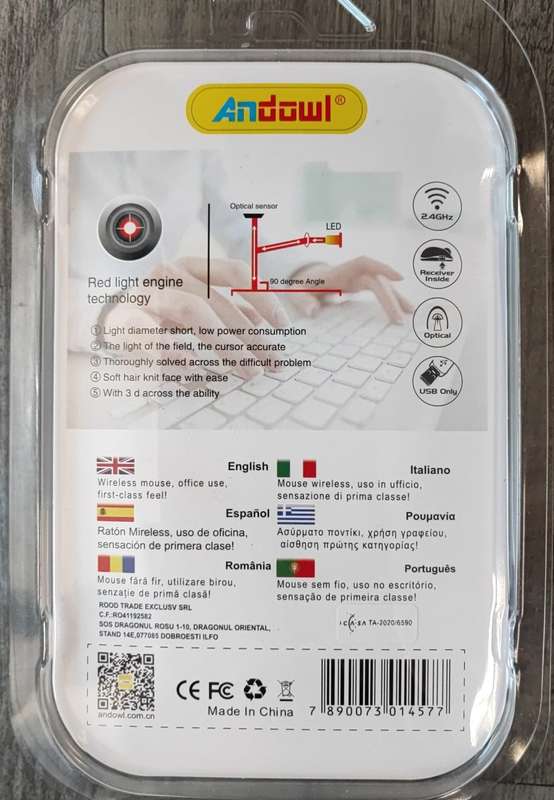 Andowl®
Optical sensor
LED
90 degree Angle
Red light engine
technology
① Light diameter short, low power consumption
② The light of the field, the cursor accurate
③ Thoroughly solved across the difficult problem
④ Soft hair knit face with ease
⑤ With 3 d across the ability
2.4GHz
Receiver
Inside
Optical
USB Only
English
Wireless mouse, office use,
first-class feel!
Italiano
Mouse wireless, uso in ufficio,
sensazione di prima classe!
Español
Ratón Mireless, uso de oficina,
sensación de primera clase!
Ρουμανία
Ασύρματο ποντίκι, χρήση γραφείου,
αίσθηση πρώτης κατηγορίας!
România
Mouse fără fir, utilizare birou,
senzație de primă clasă!
Português
Mouse sem fio, uso no escritório,
sensação de primeira classe!
ROOD TRADE EXCLUSV SRL
C.F.:RO41192582
SOS DRAGONUL ROSU 1-10, DRAGONUL ORIENTAL,
STAND 14E,077085 DOBROESTI ILFO
ICASA TA-2020/6590
andowl.com.cn
CE FC
Made In China
7 890073 014577